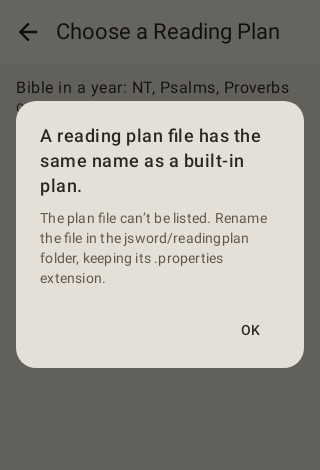 Choose a Reading Plan
Bible in a year: NT, Psalms, Proverbs
A reading plan file has the
same name as a built-in
plan.
The plan file can't be listed. Rename
the file in the jsword/readingplan
folder, keeping its .properties
extension.
OK